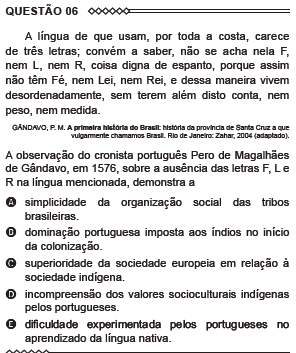 QUESTÃO 06
A língua de que usam, por toda a costa, carece
de três letras; convém a saber, não se acha nela F,
nem L, nem R, coisa digna de espanto, porque assim
não têm Fé, nem Lei, nem Rei, e dessa maneira vivem
desordenadamente, sem terem além disto conta, nem
peso, nem medida.
GÂNDAVO, P. M. A primeira história do Brasil: história da província de Santa Cruz a que
vulgarmente chamamos Brasil. Rio de Janeiro: Zahar, 2004 (adaptado).
A observação do cronista português Pero de Magalhães
de Gândavo, em 1576, sobre a ausência das letras F, L e
R na língua mencionada, demonstra a
A simplicidade da organização social das tribos
brasileiras.
B dominação portuguesa imposta aos índios no início
da colonização.
C superioridade da sociedade europeia em relação à
sociedade indígena.
D incompreensão dos valores socioculturais indígenas
pelos portugueses.
E dificuldade experimentada pelos portugueses no
aprendizado da língua nativa.